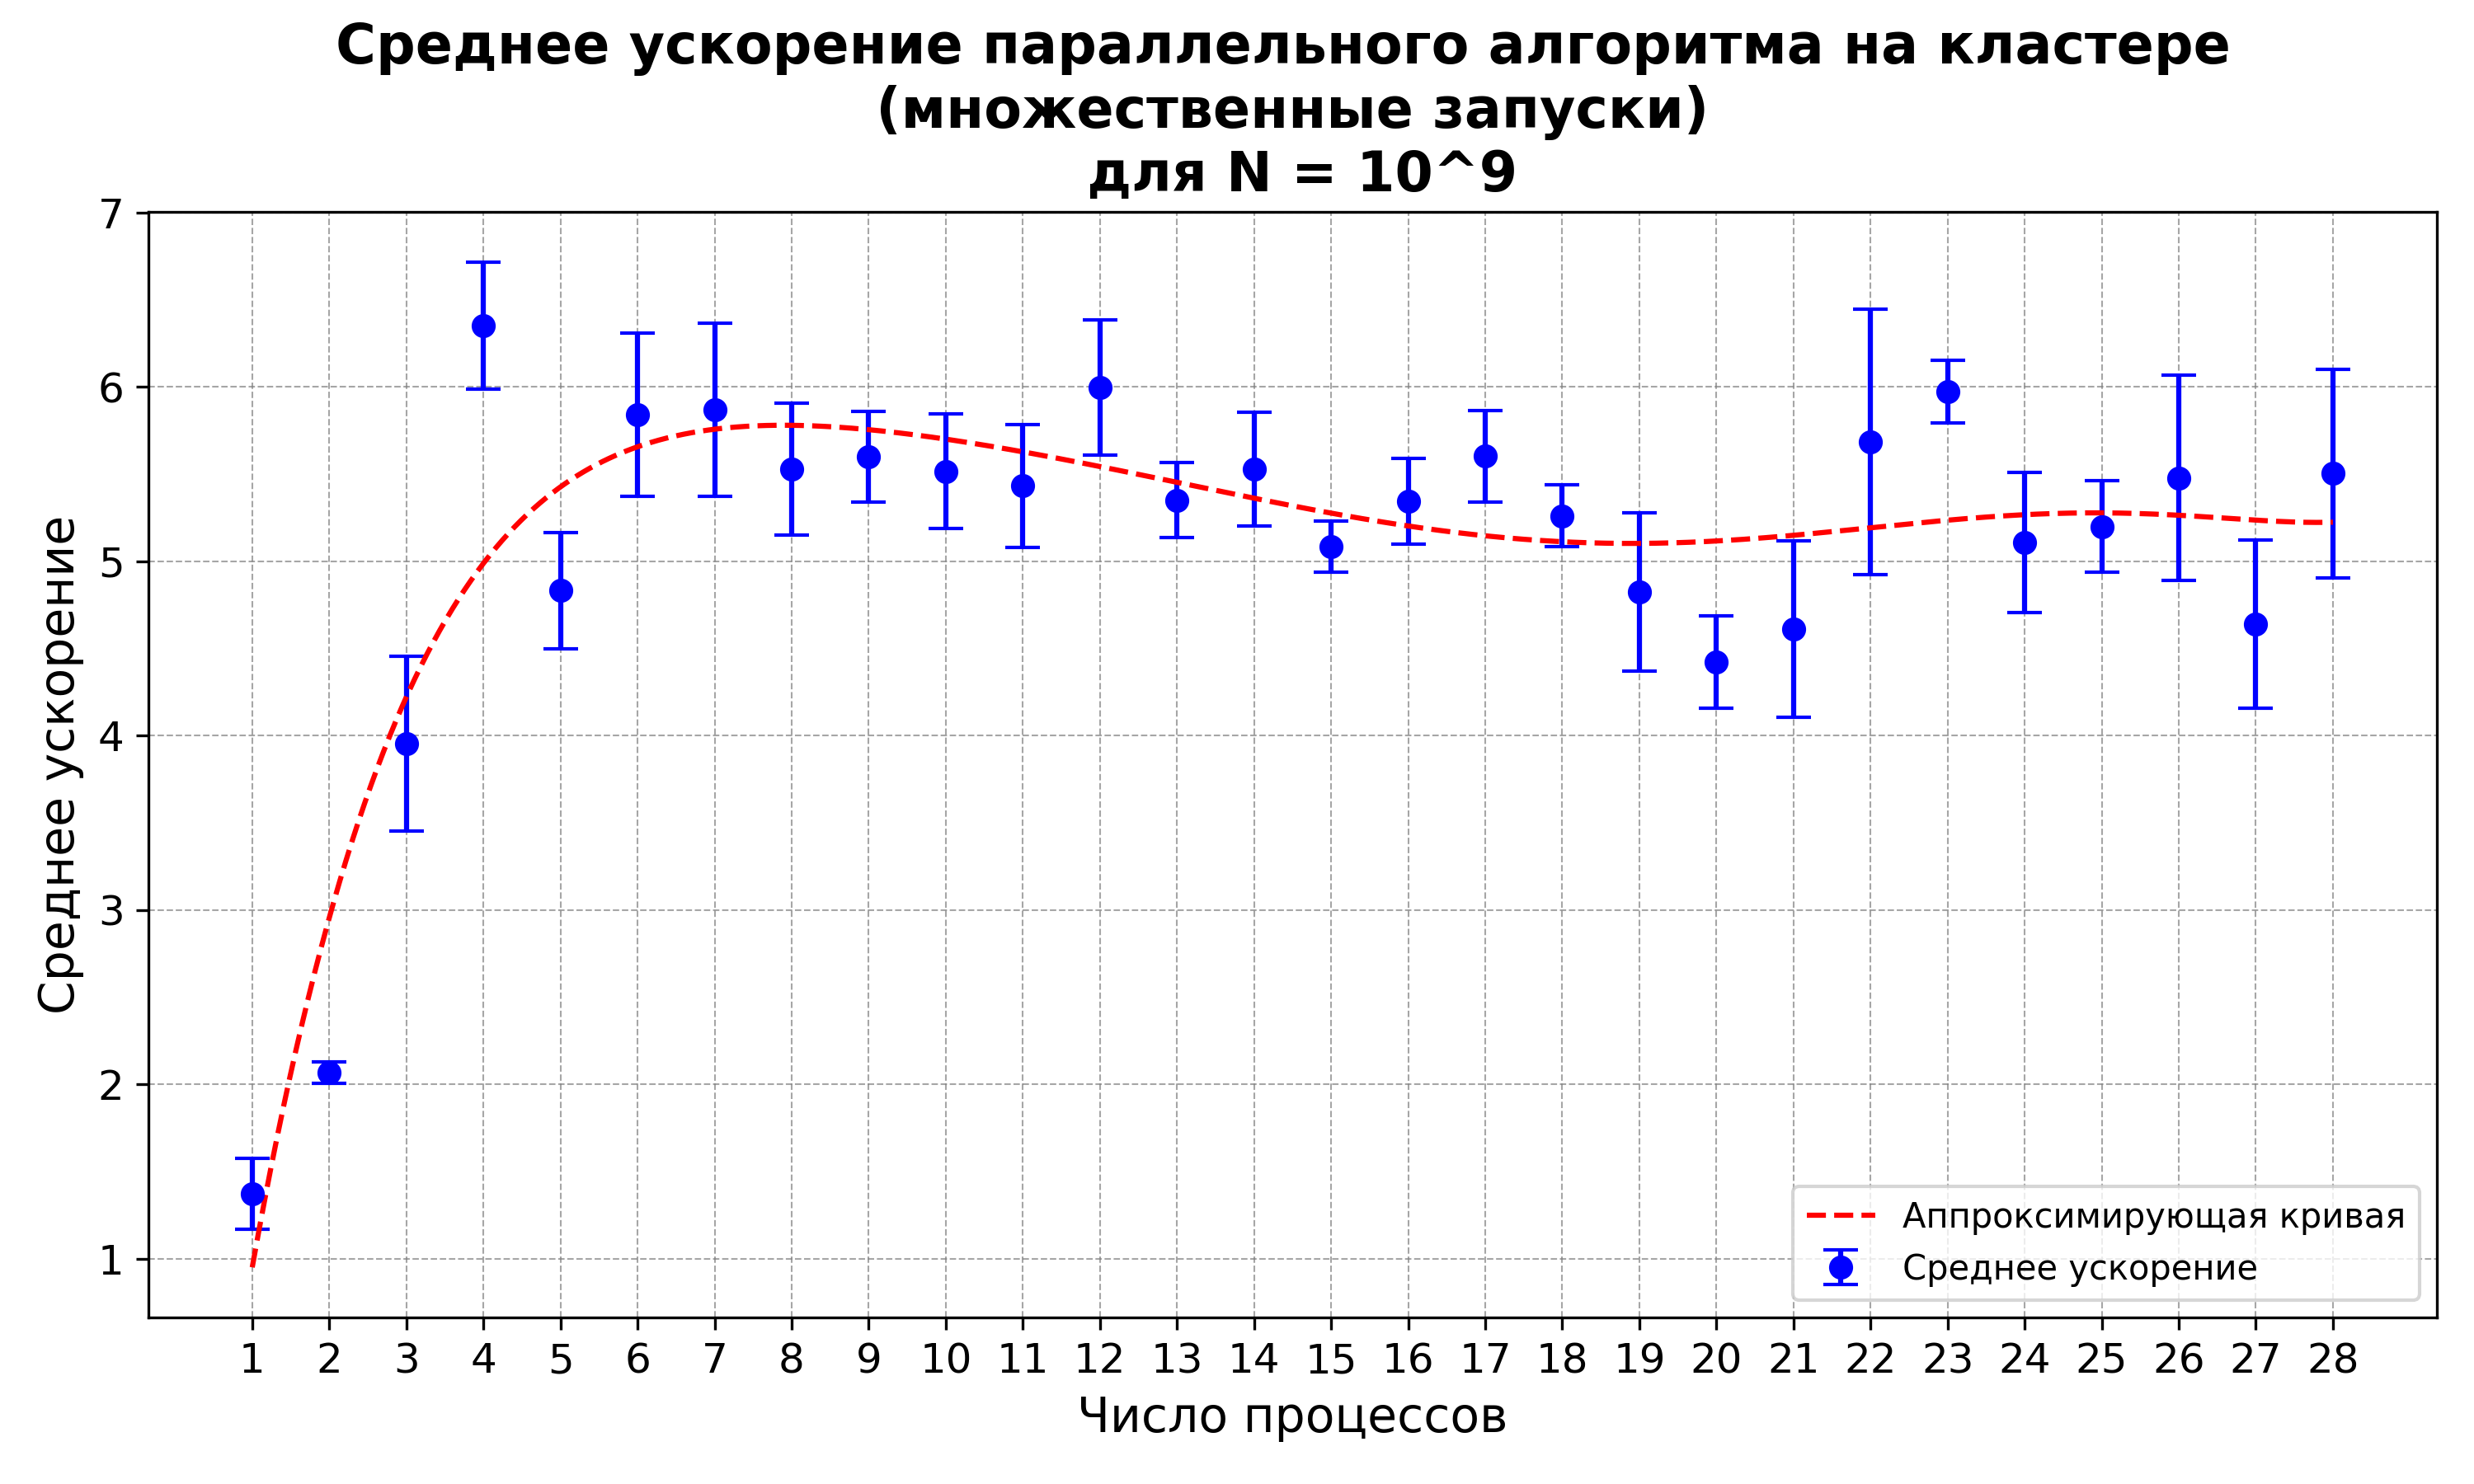 Среднее ускорение параллельного алгоритма на кластере
(множественные запуски)
для N = 10^9
Среднее ускорение
7
6
5
4
3
2
1
Аппроксимирующая кривая
Среднее ускорение
1 2 3 4 5 6 7 8 9 10 11 12 13 14 15 16 17 18 19 20 21 22 23 24 25 26 27 28
Число процессов